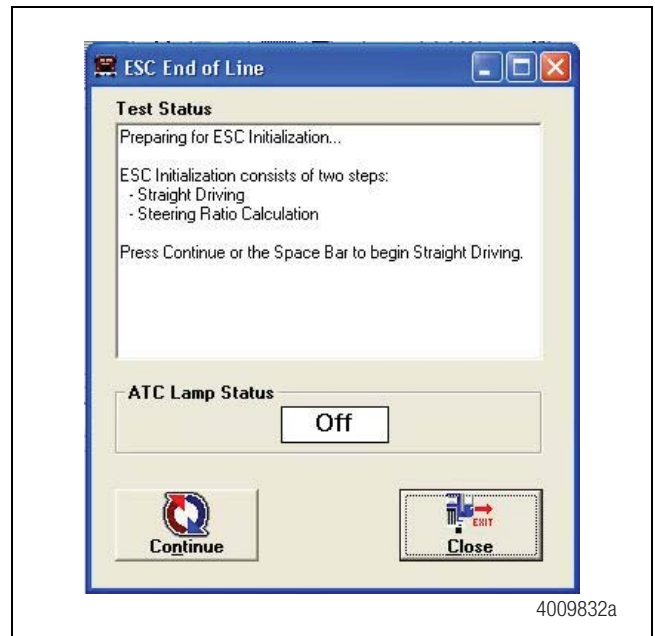 ESC End of Line
Test Status
Preparing for ESC Initialization...
ESC Initialization consists of two steps:
- Straight Driving
- Steering Ratio Calculation
Press Continue or the Space Bar to begin Straight Driving.
ATC Lamp Status
Off
EXIT
Continue
Close
4009832a